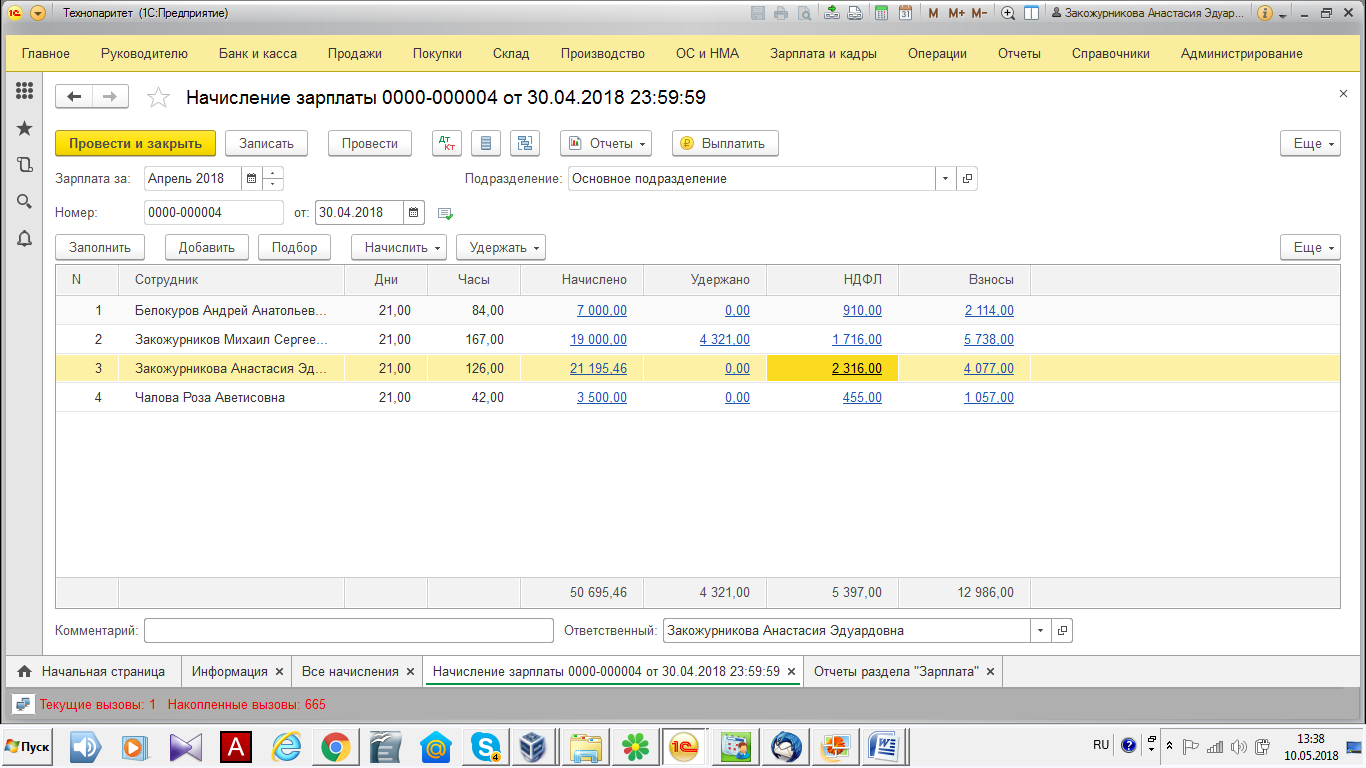 Технопаритет (1С:Предприятие)
M M+ M- Закожурникова Анастасия Эдуар...
Главное Руководителю Банк и касса Продажи Покупки Склад Производство ОС и НМА Зарплата и кадры Операции Отчеты Справочники Администрирование
Начисление зарплаты 0000-000004 от 30.04.2018 23:59:59
Провести и закрыть Записать Провести Дт Кт Отчеты Выплатить Еще
Зарплата за: Апрель 2018 Подразделение: Основное подразделение
Номер: 0000-000004 от: 30.04.2018
Заполнить Добавить Подбор Начислить Удержать Еще
N Сотрудник Дни Часы Начислено Удержано НДФЛ Взносы
1 Белокуров Андрей Анатольев... 21,00 84,00 7 000,00 0,00 910,00 2 114,00
2 Закожурников Михаил Сергее... 21,00 167,00 19 000,00 4 321,00 1 716,00 5 738,00
3 Закожурникова Анастасия Эд... 21,00 126,00 21 195,46 0,00 2 316,00 4 077,00
4 Чапова Роза Аветисовна 21,00 42,00 3 500,00 0,00 455,00 1 057,00
50 695,46 4 321,00 5 397,00 12 986,00
Комментарий: Ответственный: Закожурникова Анастасия Эдуардовна
Начальная страница Информация Все начисления Начисление зарплаты 0000-000004 от 30.04.2018 23:59:59 Отчеты раздела "Зарплата"
Текущие вызовы: 1 Накопленные вызовы: 665
Пуск RU 13:38
10.05.2018